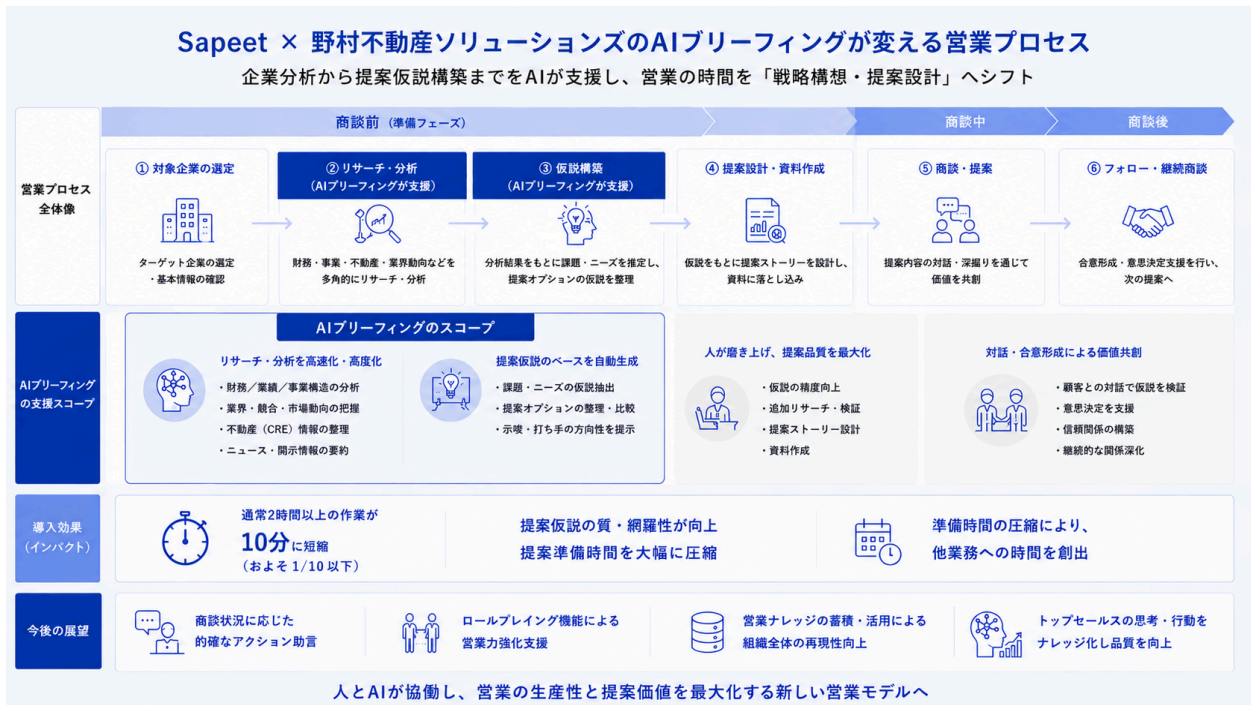 Sapeet × 野村不動産ソリューションズのAIブリーフィングが変える営業プロセス
企業分析から提案仮説構築までをAIが支援し、営業の時間を「戦略構想・提案設計」へシフト
商談前（準備フェーズ）
商談中
商談後
営業プロセス
全体像
① 対象企業の選定
ターゲット企業の選定
・基本情報の確認
② リサーチ・分析
（AIブリーフィングが支援）
財務・事業・不動産・業界動向などを
多角的にリサーチ・分析
③ 仮説構築
（AIブリーフィングが支援）
分析結果をもとに課題・ニーズを推定し、
提案オプションの仮説を整理
④ 提案設計・資料作成
仮説をもとに提案ストーリーを設計し、
資料に落とし込み
⑤ 商談・提案
提案内容の対話・深掘りを通じて
価値を共創
⑥ フォロー・継続商談
合意形成・意思決定支援を行い、
次の提案へ
AIブリーフィング
の支援スコープ
AIブリーフィングのスコープ
リサーチ・分析を高速化・高度化
・財務／業績／事業構造の分析
・業界・競合・市場動向の把握
・不動産（CRE）情報の整理
・ニュース・開示情報の要約
提案仮説のベースを自動生成
・課題・ニーズの仮説抽出
・提案オプションの整理・比較
・示唆・打ち手の方向性を提示
人が磨き上げ、提案品質を最大化
・仮説の精度向上
・追加リサーチ・検証
・提案ストーリー設計
・資料作成
対話・合意形成による価値共創
・顧客との対話で仮説を検証
・意思決定を支援
・信頼関係の構築
・継続的な関係深化
導入効果
（インパクト）
通常2時間以上の作業が
10分に短縮
（およそ 1/10 以下）
提案仮説の質・網羅性が向上
提案準備時間を大幅に圧縮
準備時間の圧縮により、
他業務への時間を創出
今後の展望
商談状況に応じた
的確なアクション助言
ロールプレイング機能による
営業力強化支援
営業ナレッジの蓄積・活用による
組織全体の再現性向上
トップセールスの思考・行動を
ナレッジ化し品質を向上
人とAIが協働し、営業の生産性と提案価値を最大化する新しい営業モデルへ